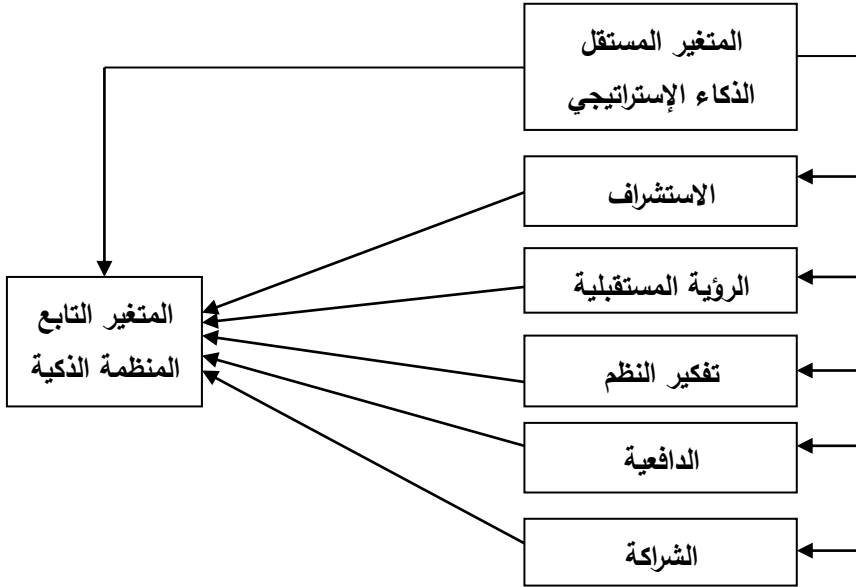 المتغير المستقل
الذكاء الإستراتيجي
الاستشراف
الرؤية المستقبلية
تفكير النظم
الدافعية
الشراكة
المتغير التابع
المنظمة الذكية